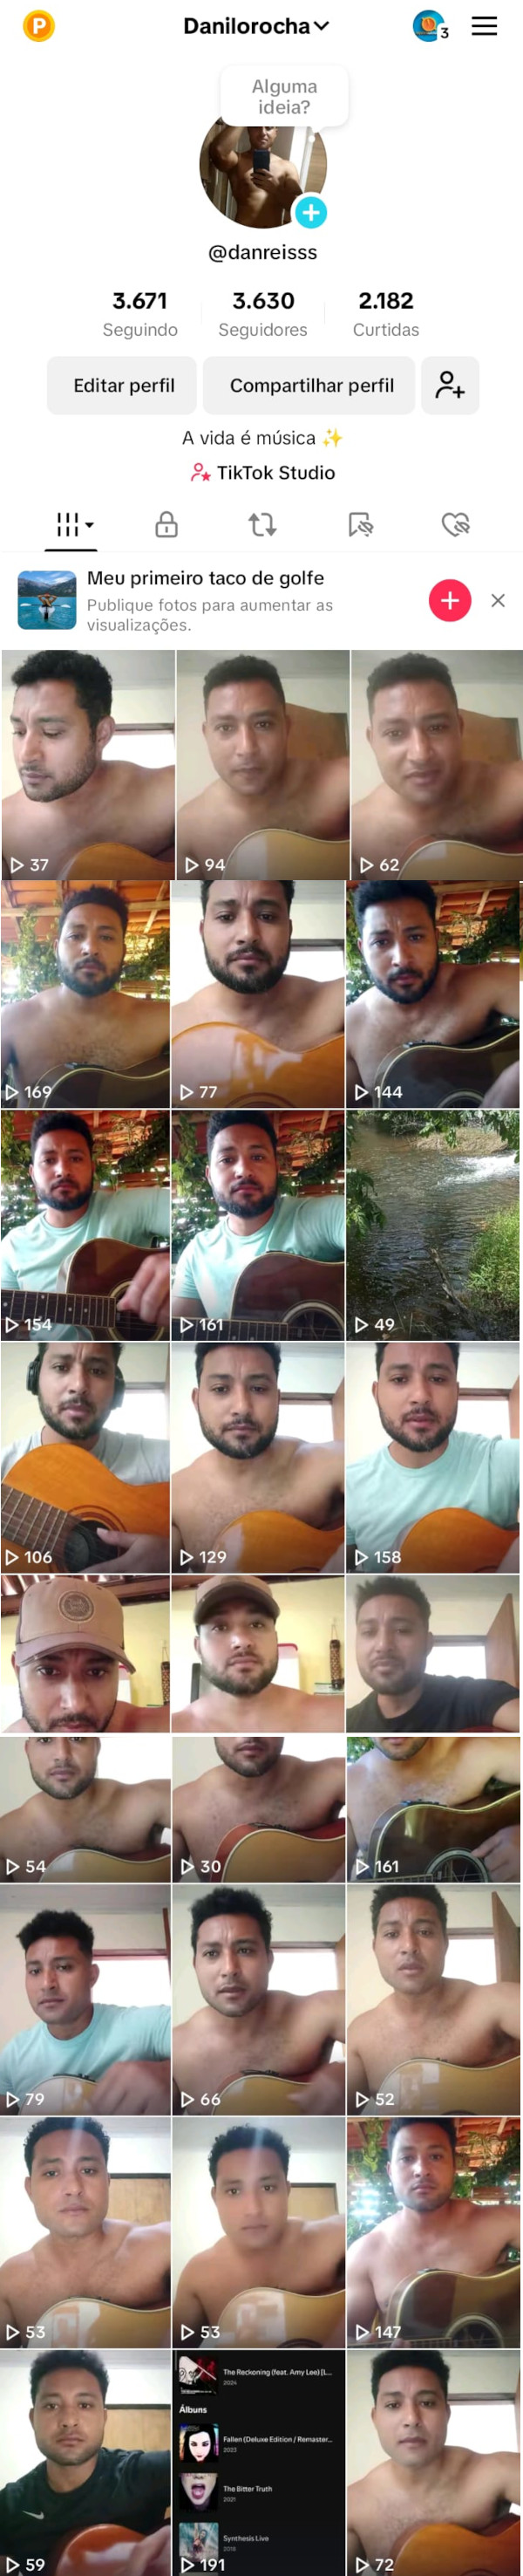 P
Danilorocha
3
Alguma
ideia?
@danreisss
3.671
3.630
2.182
Seguindo
Seguidores
Curtidas
Editar perfil
Compartilhar perfil
A vida é música ✨
TikTok Studio
Meu primeiro taco de golfe
Publique fotos para aumentar as
visualizações.
37
94
62
169
77
144
154
161
49
106
129
158
54
30
161
79
66
52
53
53
147
The Reckoning (feat. Amy Lee) [L...
2024
Álbuns
Fallen (Deluxe Edition / Remaster...
2023
The Bitter Truth
2021
Synthesis Live
2018
59
191
72